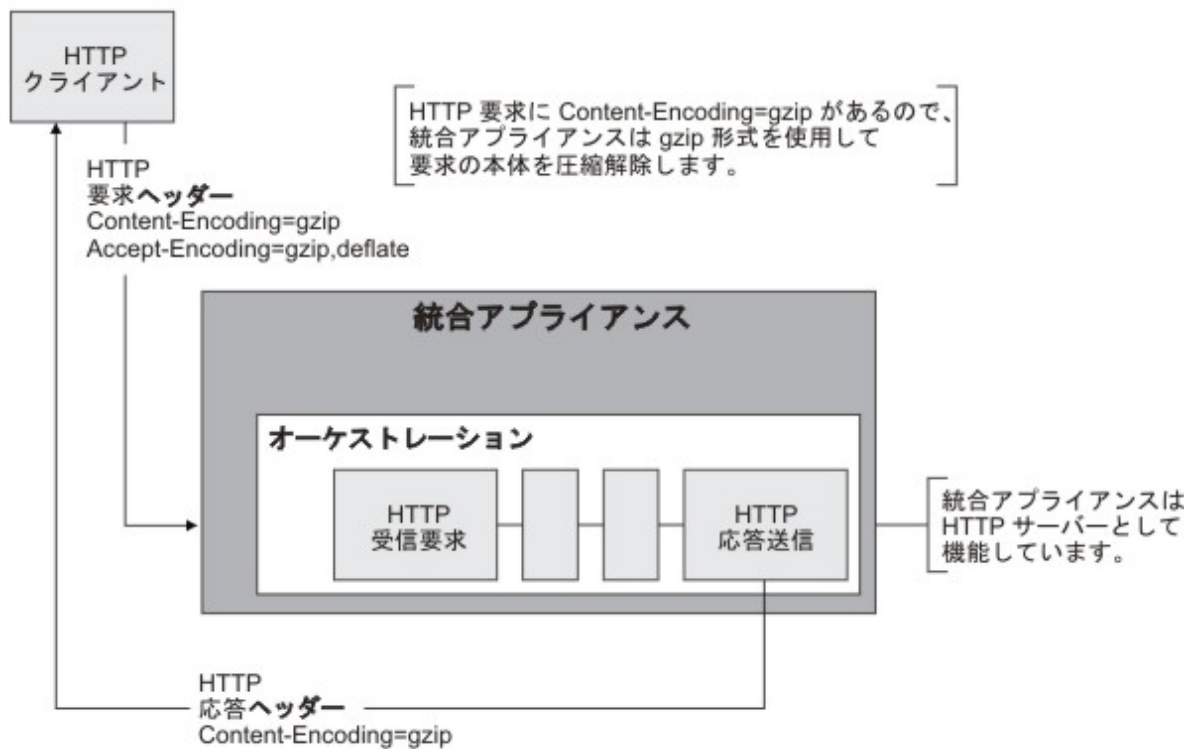 HTTP
クライアント
HTTP 要求に Content-Encoding=gzip があるので、
統合アプライアンスは gzip 形式を使用して
要求の本体を圧縮解除します。
HTTP
要求ヘッダー
Content-Encoding=gzip
Accept-Encoding=gzip,deflate
統合アプライアンス
オーケストレーション
HTTP
受信要求
HTTP
応答送信
統合アプライアンスは
HTTP サーバーとして
機能しています。
HTTP
応答ヘッダー
Content-Encoding=gzip